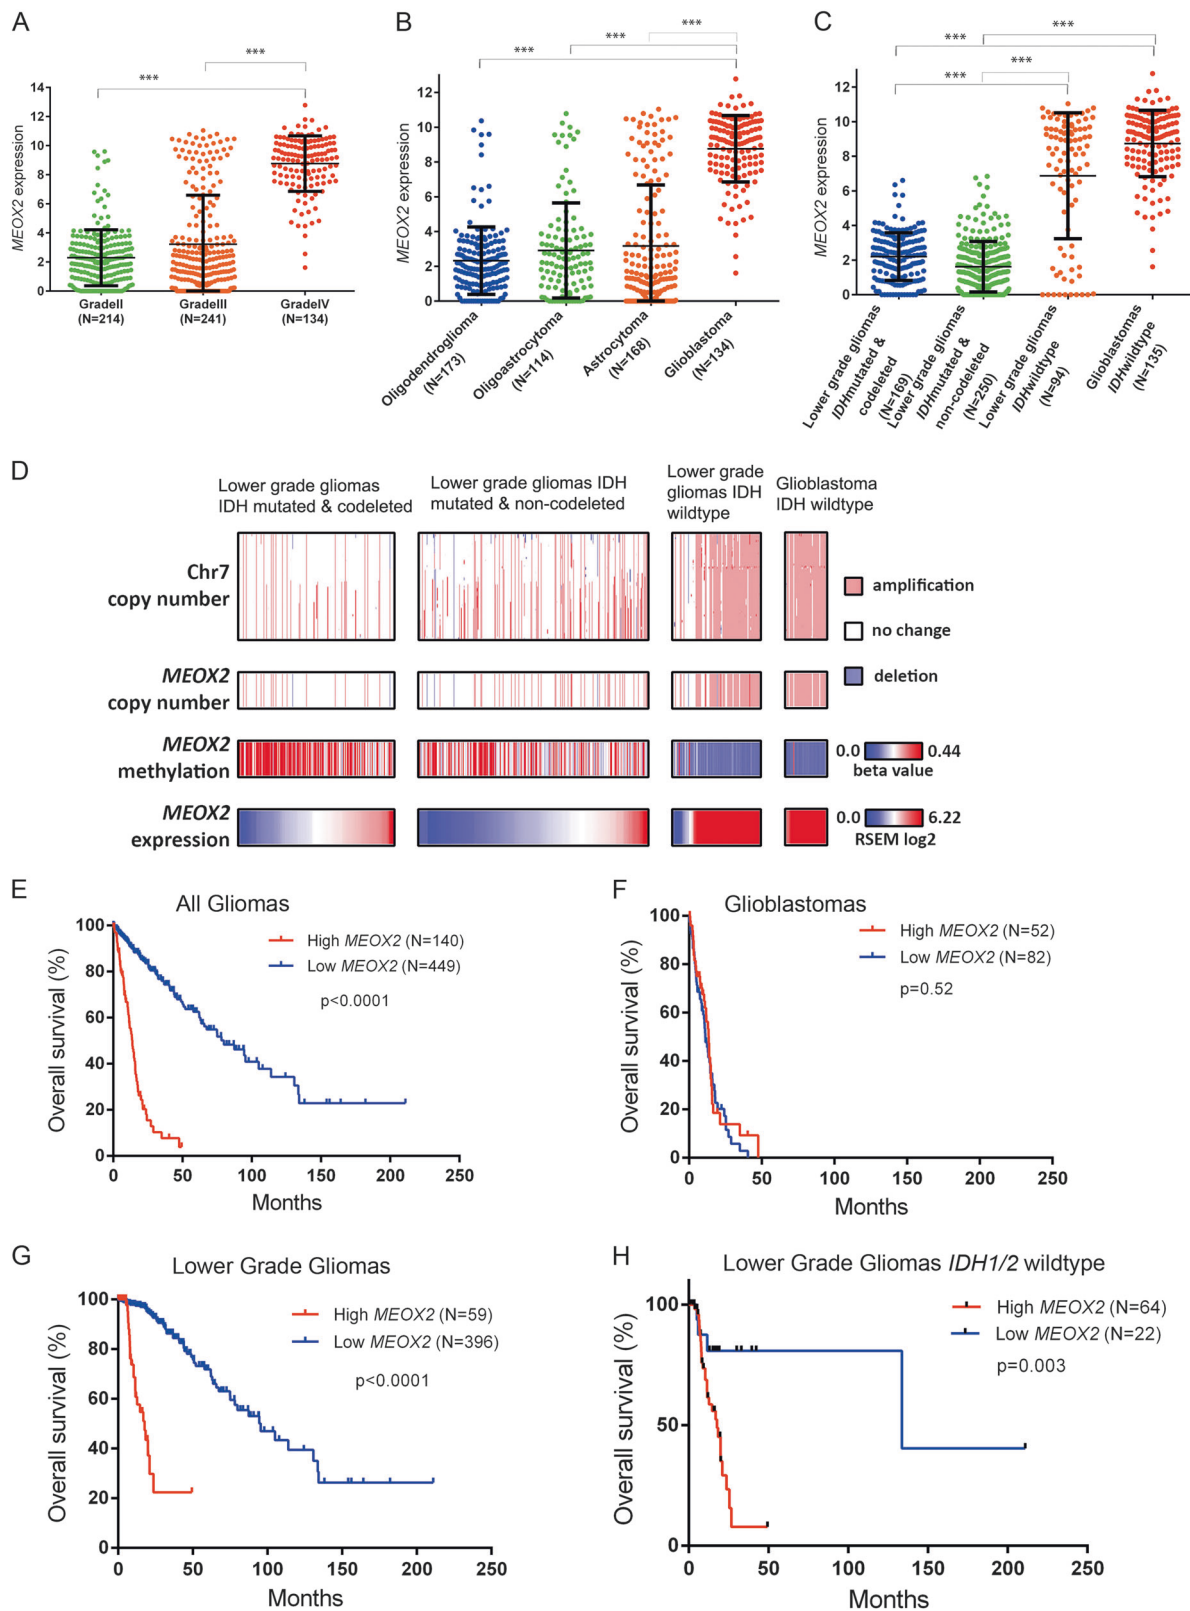 A
***
***
MEOX2 expression
14
12
10
8
6
4
2
0
GradeII
(N=214)
GradeIII
(N=241)
GradeIV
(N=134)
B
***
***
***
MEOX2 expression
12
10
8
6
4
2
0
Oligodendroglioma
(N=173)
Oligoastrocytoma
(N=114)
Astrocytoma
(N=168)
Glioblastoma
(N=134)
C
***
***
***
***
MEOX2 expression
12
10
8
6
4
2
0
Lower grade gliomas
IDHmutated &
codeleted
(N=169)
Lower grade gliomas
IDHmutated &
non-codeleted
(N=250)
Lower grade gliomas
IDHwildtype
(N=94)
Glioblastomas
IDHwildtype
(N=135)
D
Lower grade gliomas
IDH mutated & codeleted
Lower grade gliomas IDH
mutated & non-codeleted
Lower grade
gliomas IDH
wildtype
Glioblastoma
IDH wildtype
Chr7
copy number
amplification
no change
deletion
MEOX2
copy number
MEOX2
methylation
0.0 0.44
beta value
MEOX2
expression
0.0 6.22
RSEM log2
E
All Gliomas
High MEOX2 (N=140)
Low MEOX2 (N=449)
p<0.0001
Overall survival (%)
100
80
60
40
20
0
0 50 100 150 200 250
Months
F
Glioblastomas
High MEOX2 (N=52)
Low MEOX2 (N=82)
p=0.52
Overall survival (%)
100
80
60
40
20
0
0 50 100 150 200 250
Months
G
Lower Grade Gliomas
High MEOX2 (N=59)
Low MEOX2 (N=396)
p<0.0001
Overall survival (%)
100
80
60
40
20
0
0 50 100 150 200 250
Months
H
Lower Grade Gliomas IDH1/2 wildtype
High MEOX2 (N=64)
Low MEOX2 (N=22)
p=0.003
Overall survival (%)
100
50
0
0 50 100 150 200 250
Months